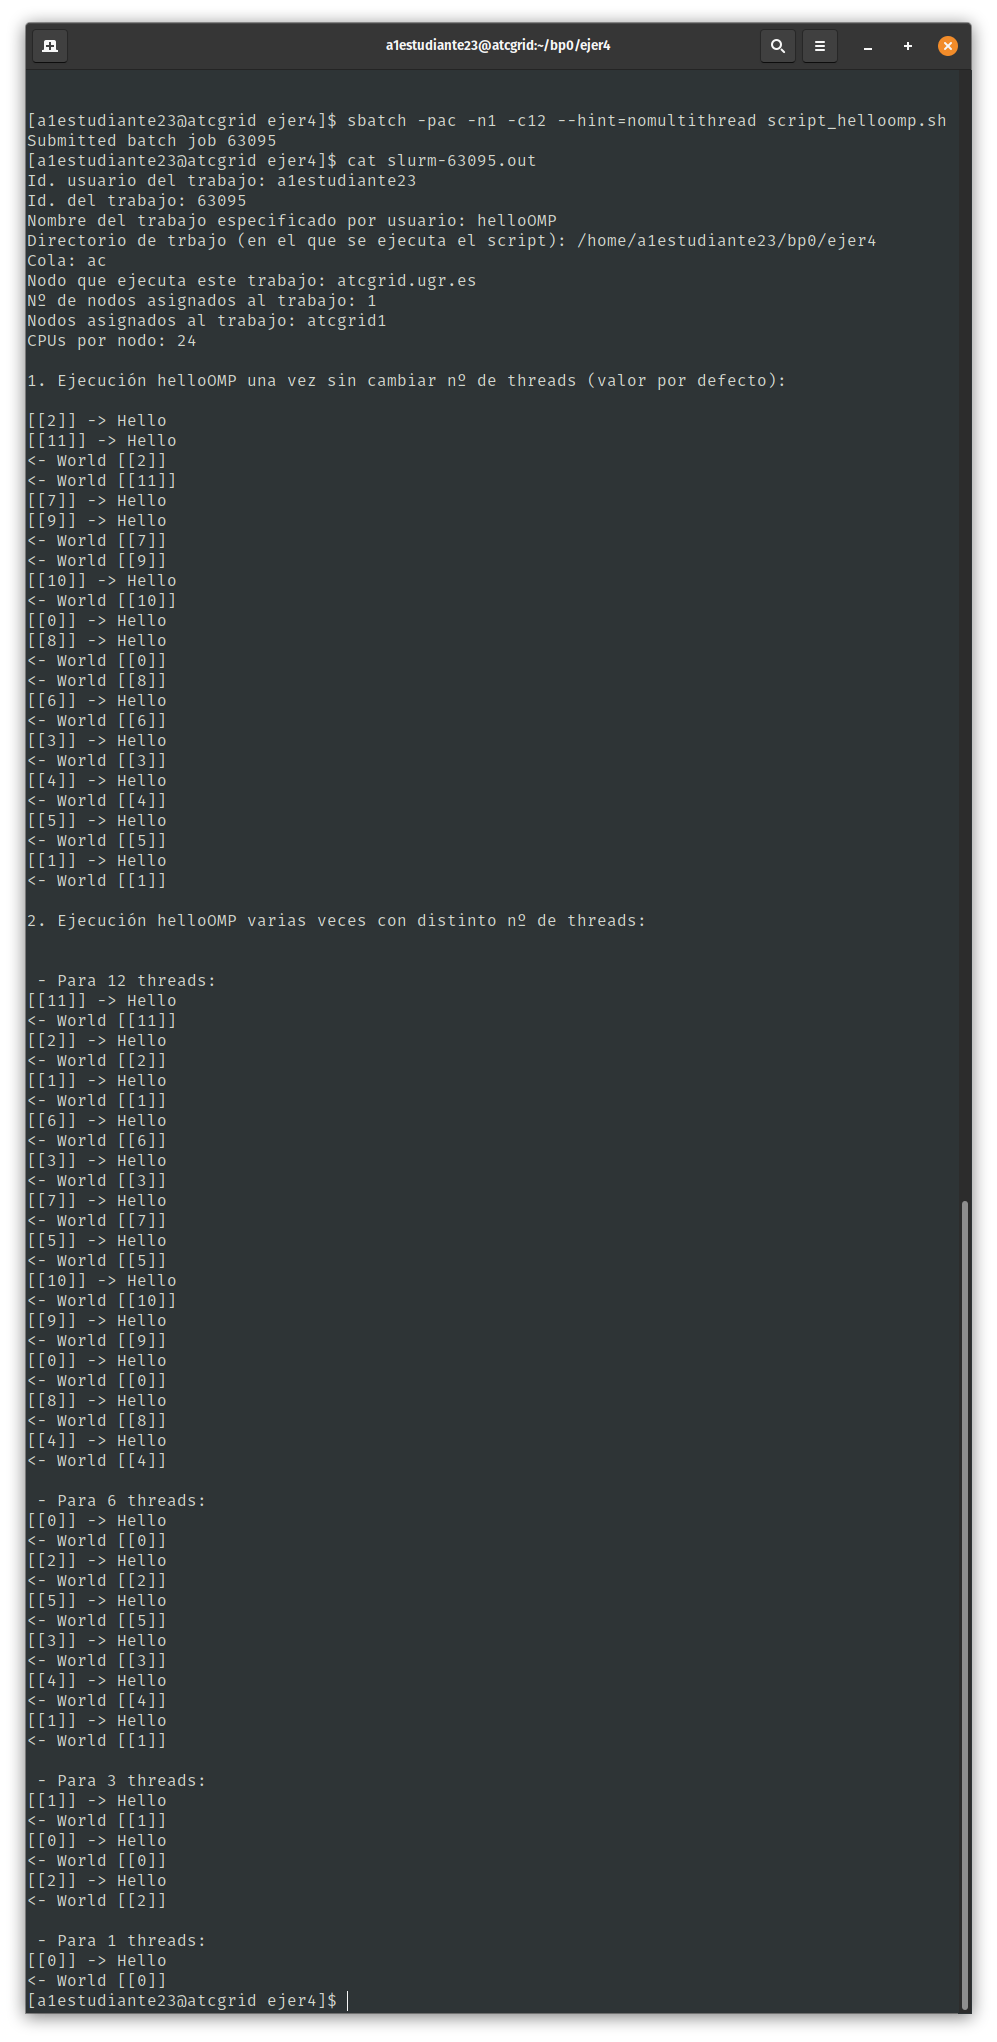 a1estudiante23@atcgrid:~/bp0/ejer4
[a1estudiante23@atcgrid ejer4]$ sbatch -pac -n1 -c12 --hint=nomultithread script_helloomp.sh
Submitted batch job 63095
[a1estudiante23@atcgrid ejer4]$ cat slurm-63095.out
Id. usuario del trabajo: a1estudiante23
Id. del trabajo: 63095
Nombre del trabajo especificado por usuario: helloOMP
Directorio de trbajo (en el que se ejecuta el script): /home/a1estudiante23/bp0/ejer4
Cola: ac
Nodo que ejecuta este trabajo: atcgrid.ugr.es
Nº de nodos asignados al trabajo: 1
Nodos asignados al trabajo: atcgrid1
CPUs por nodo: 24
1. Ejecución helloOMP una vez sin cambiar nº de threads (valor por defecto):
[[2]] -> Hello
[[11]] -> Hello
<- World [[2]]
<- World [[11]]
[[7]] -> Hello
[[9]] -> Hello
<- World [[7]]
<- World [[9]]
[[10]] -> Hello
<- World [[10]]
[[0]] -> Hello
[[8]] -> Hello
<- World [[0]]
<- World [[8]]
[[6]] -> Hello
<- World [[6]]
[[3]] -> Hello
<- World [[3]]
[[4]] -> Hello
<- World [[4]]
[[5]] -> Hello
<- World [[5]]
[[1]] -> Hello
<- World [[1]]
2. Ejecución helloOMP varias veces con distinto nº de threads:
- Para 12 threads:
[[11]] -> Hello
<- World [[11]]
[[2]] -> Hello
<- World [[2]]
[[1]] -> Hello
<- World [[1]]
[[6]] -> Hello
<- World [[6]]
[[3]] -> Hello
<- World [[3]]
[[7]] -> Hello
<- World [[7]]
[[5]] -> Hello
<- World [[5]]
[[10]] -> Hello
<- World [[10]]
[[9]] -> Hello
<- World [[9]]
[[0]] -> Hello
<- World [[0]]
[[8]] -> Hello
<- World [[8]]
[[4]] -> Hello
<- World [[4]]
- Para 6 threads:
[[0]] -> Hello
<- World [[0]]
[[2]] -> Hello
<- World [[2]]
[[5]] -> Hello
<- World [[5]]
[[3]] -> Hello
<- World [[3]]
[[4]] -> Hello
<- World [[4]]
[[1]] -> Hello
<- World [[1]]
- Para 3 threads:
[[1]] -> Hello
<- World [[1]]
[[0]] -> Hello
<- World [[0]]
[[2]] -> Hello
<- World [[2]]
- Para 1 threads:
[[0]] -> Hello
<- World [[0]]
[a1estudiante23@atcgrid ejer4]$